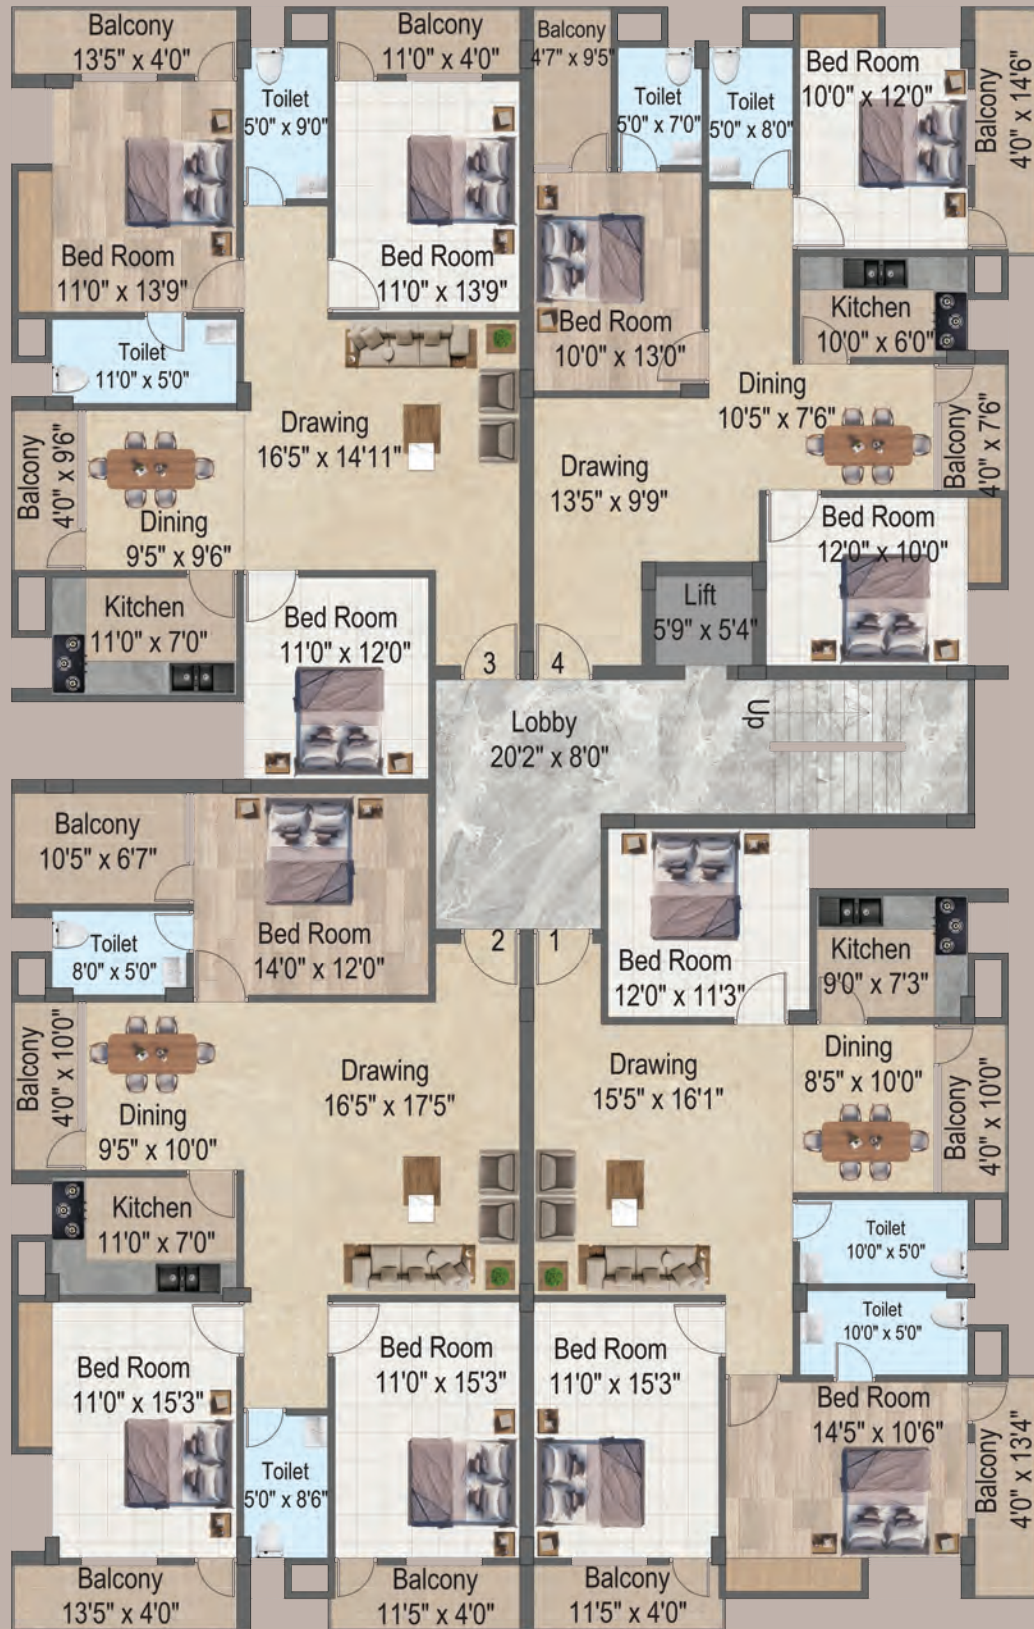 Balcony
13'5" x 4'0"
Balcony
11'0" x 4'0"
Balcony
4'7" x 9'5"
Toilet
5'0" x 9'0"
Toilet
5'0" x 7'0"
Toilet
5'0" x 8'0"
Bed Room
10'0" x 12'0"
Balcony
4'0" x 14'6"
Bed Room
11'0" x 13'9"
Bed Room
11'0" x 13'9"
Bed Room
10'0" x 13'0"
Kitchen
10'0" x 6'0"
Toilet
11'0" x 5'0"
Dining
10'5" x 7'6"
Balcony
4'0" x 7'6"
Drawing
16'5" x 14'11"
Drawing
13'5" x 9'9"
Balcony
4'0" x 9'6"
Dining
9'5" x 9'6"
Bed Room
12'0" x 10'0"
Kitchen
11'0" x 7'0"
Bed Room
11'0" x 12'0"
Lift
5'9" x 5'4"
3
4
Lobby
20'2" x 8'0"
Up
Balcony
10'5" x 6'7"
Toilet
8'0" x 5'0"
Bed Room
14'0" x 12'0"
2
1
Bed Room
12'0" x 11'3"
Kitchen
9'0" x 7'3"
Balcony
4'0" x 10'0"
Dining
9'5" x 10'0"
Drawing
16'5" x 17'5"
Drawing
15'5" x 16'1"
Dining
8'5" x 10'0"
Balcony
4'0" x 10'0"
Kitchen
11'0" x 7'0"
Toilet
10'0" x 5'0"
Toilet
10'0" x 5'0"
Bed Room
11'0" x 15'3"
Bed Room
11'0" x 15'3"
Bed Room
11'0" x 15'3"
Bed Room
14'5" x 10'6"
Toilet
5'0" x 8'6"
Balcony
4'0" x 13'4"
Balcony
13'5" x 4'0"
Balcony
11'5" x 4'0"
Balcony
11'5" x 4'0"